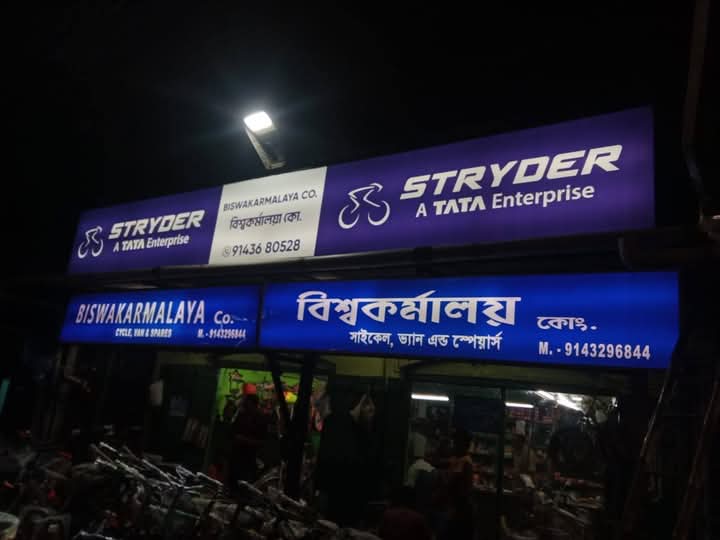 STRYDER
A TATA Enterprise
BISWAKARMALAYA CO.
বিশ্বকর্মালয়া কো.
91436 80528
STRYDER
A TATA Enterprise
BISWAKARMALAYA Co.
CYCLE, VAN & SPARES
M. - 9143296844
বিশ্বকর্মালয় কোং.
সাইকেল, ভ্যান এন্ড স্পেয়ার্স
M. - 9143296844